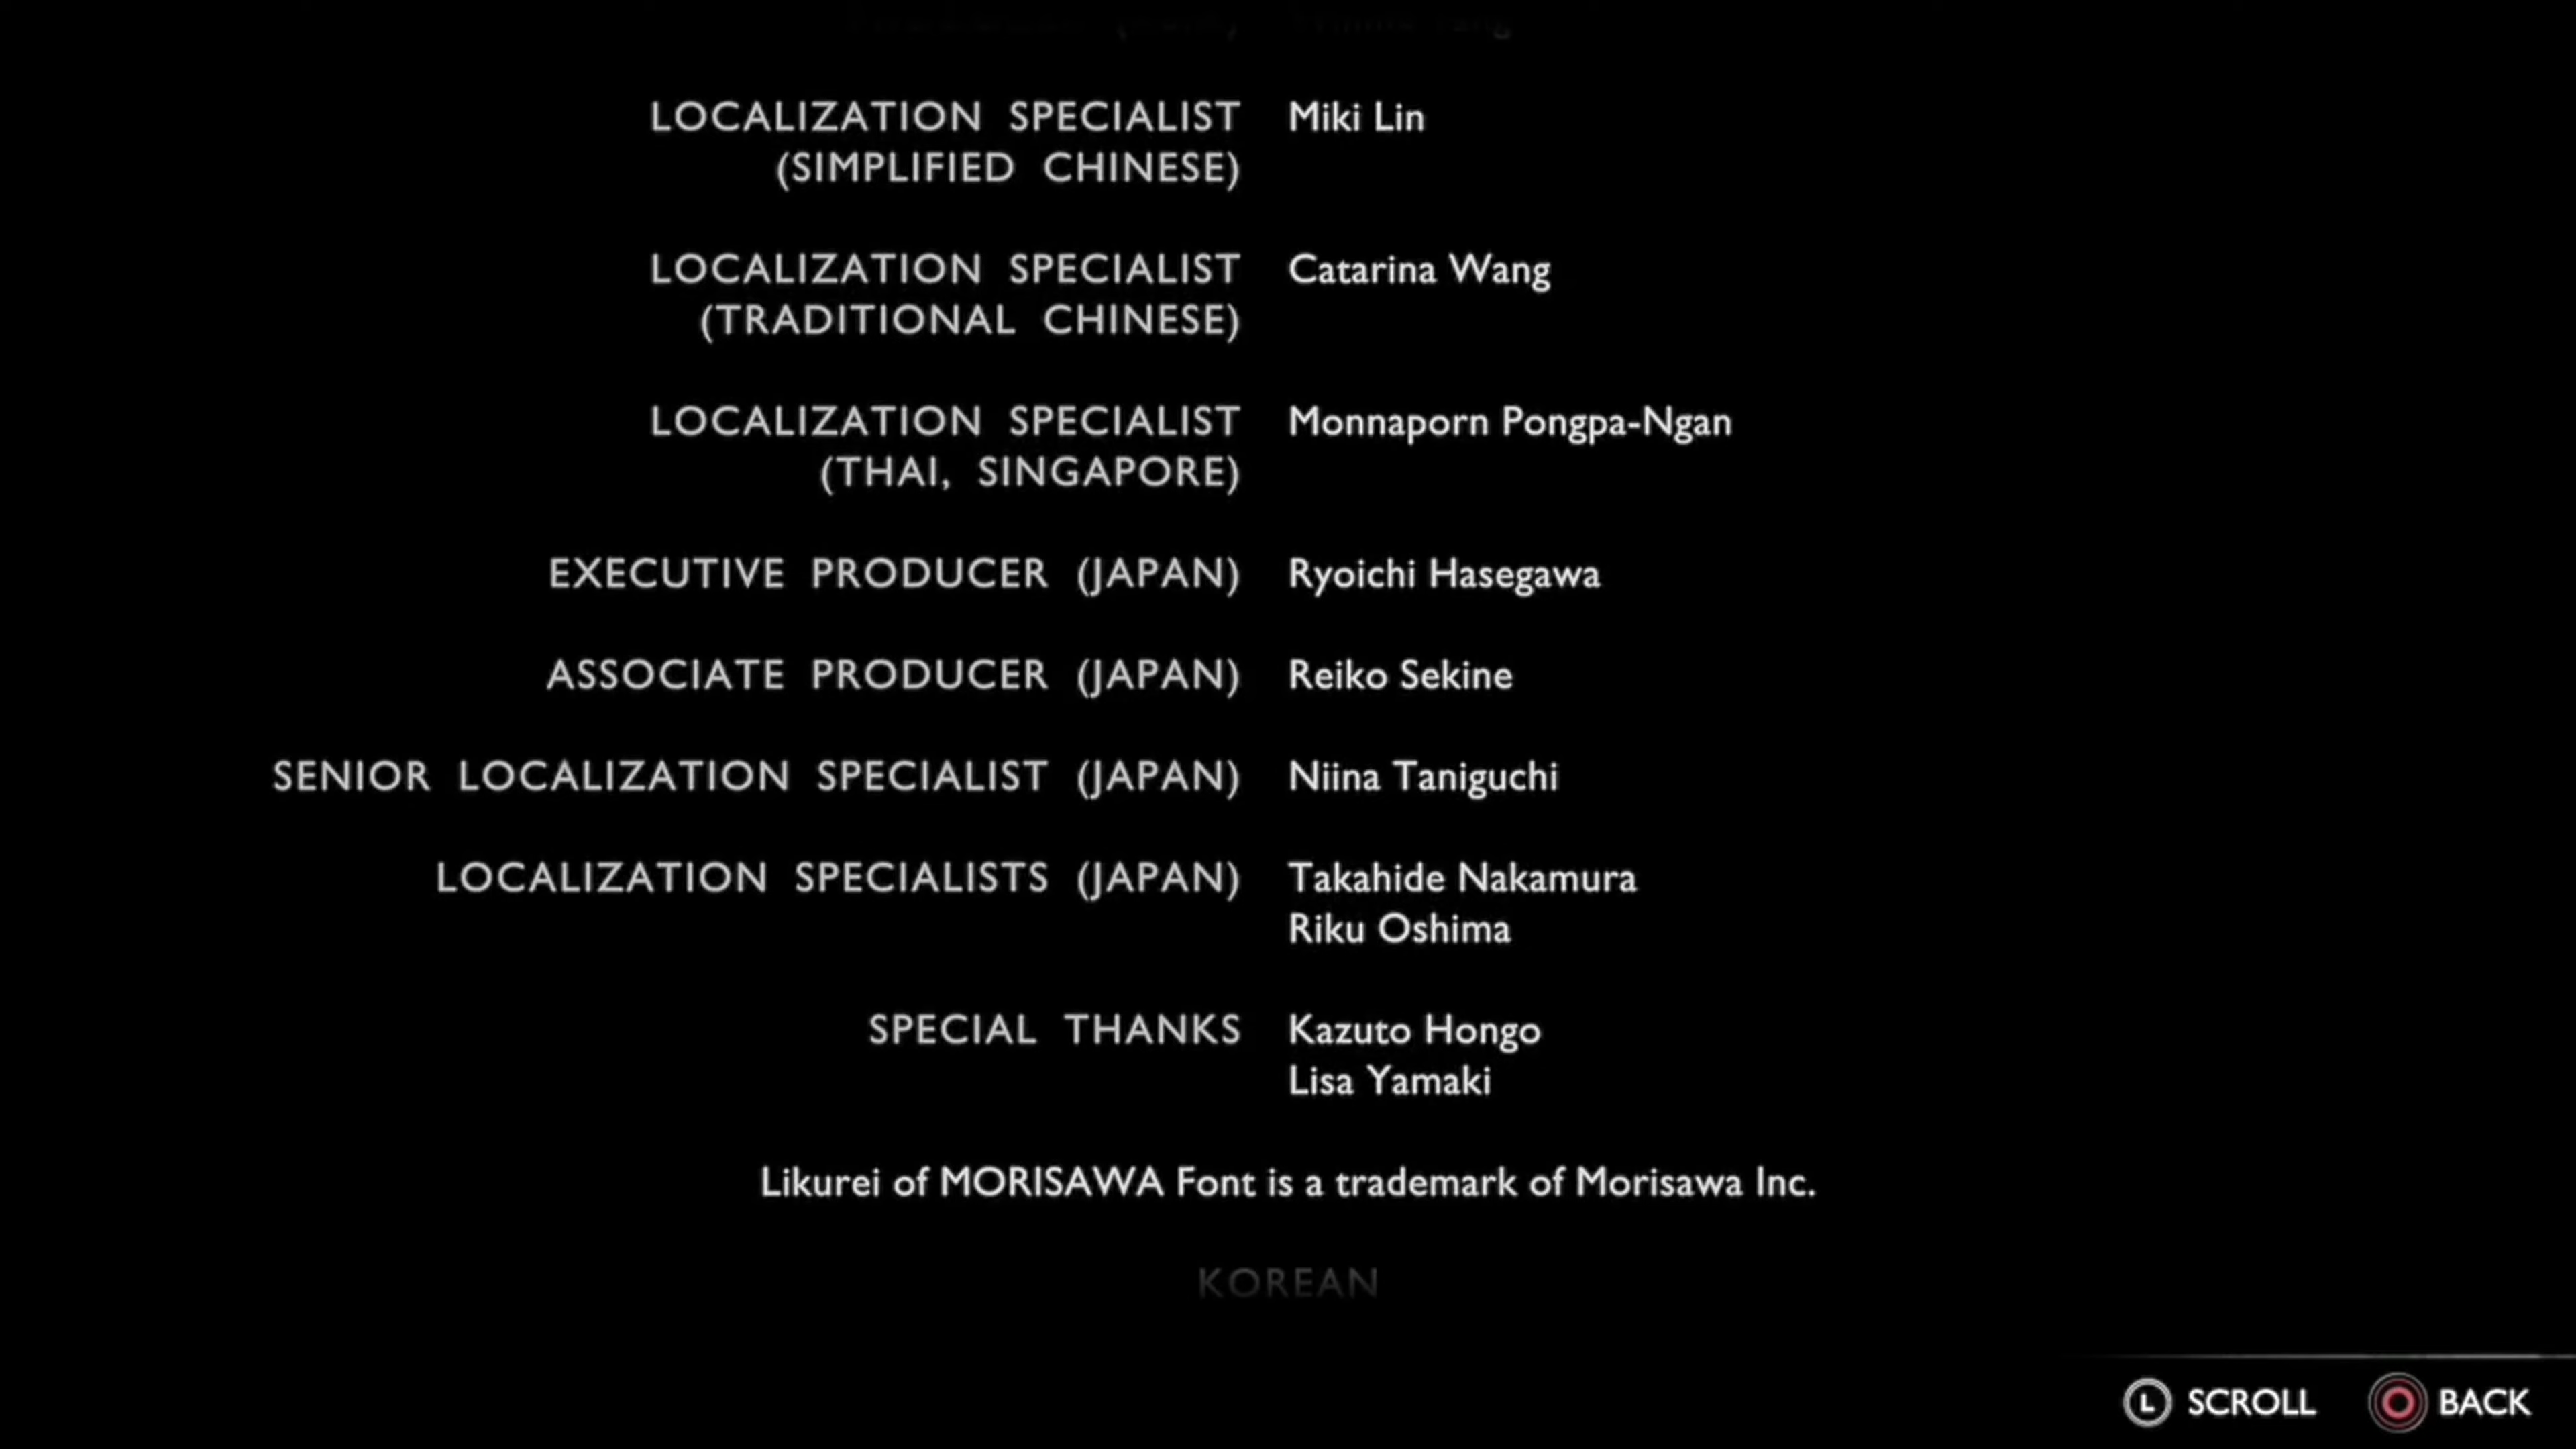 LOCALIZATION SPECIALIST Miki Lin
(SIMPLIFIED CHINESE)
LOCALIZATION SPECIALIST Catarina Wang
(TRADITIONAL CHINESE)
LOCALIZATION SPECIALIST Monnaporn Pongpa-Ngan
(THAI, SINGAPORE)
EXECUTIVE PRODUCER (JAPAN) Ryoichi Hasegawa
ASSOCIATE PRODUCER (JAPAN) Reiko Sekine
SENIOR LOCALIZATION SPECIALIST (JAPAN) Niina Taniguchi
LOCALIZATION SPECIALISTS (JAPAN) Takahide Nakamura
Riku Oshima
SPECIAL THANKS Kazuto Hongo
Lisa Yamaki
Likurei of MORISAWA Font is a trademark of Morisawa Inc.
KOREAN
L SCROLL BACK